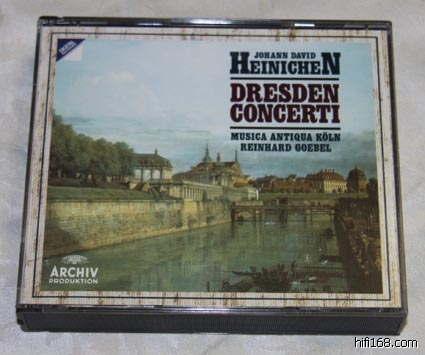 JOHANN DAVID
HEINICHEN
DRESDEN
CONCERTI
MUSICA ANTIQUA KÖLN
REINHARD GOEBEL
ARCHIV
PRODUKTION
hifi168.com